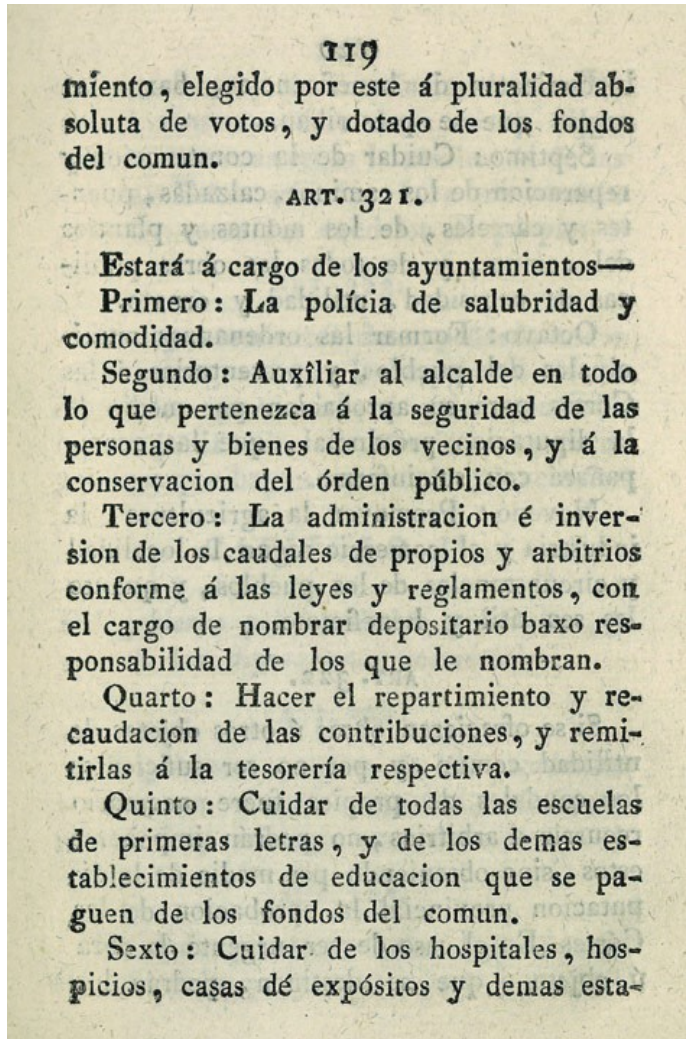 119
miento, elegido por este á pluralidad ab-
soluta de votos, y dotado de los fondos
del comun.
ART. 321.
Estará á cargo de los ayuntamientos—
Primero: La polícia de salubridad y
comodidad.
Segundo: Auxîliar al alcalde en todo
lo que pertenezca á la seguridad de las
personas y bienes de los vecinos, y á la
conservacion del órden público.
Tercero: La administracion é inver-
sion de los caudales de propios y arbitrios
conforme á las leyes y reglamentos, con
el cargo de nombrar depositario baxo res-
ponsabilidad de los que le nombran.
Quarto: Hacer el repartimiento y re-
caudacion de las contribuciones, y remi-
tirlas á la tesorería respectiva.
Quinto: Cuidar de todas las escuelas
de primeras letras, y de los demas es-
tablecimientos de educacion que se pa-
guen de los fondos del comun.
Sexto: Cuidar de los hospitales, hos-
picios, casas dé expósitos y demas esta-